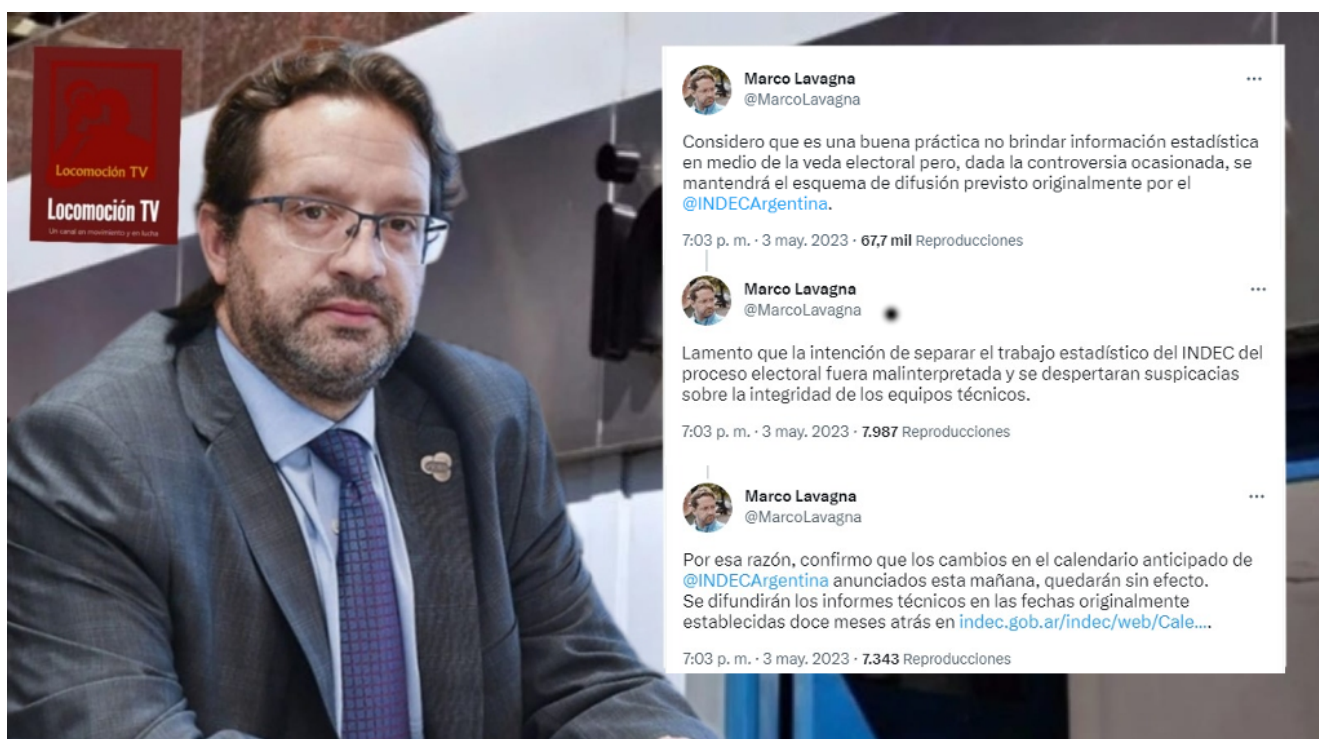 Locomoción TV
Locomoción TV
Un canal en movimiento y en lucha
Marco Lavagna
@MarcoLavagna
Considero que es una buena práctica no brindar información estadística
en medio de la veda electoral pero, dada la controversia ocasionada, se
mantendrá el esquema de difusión previsto originalmente por el
@INDECArgentina.
7:03 p. m. · 3 may. 2023 · 67,7 mil Reproducciones
Marco Lavagna
@MarcoLavagna
Lamento que la intención de separar el trabajo estadístico del INDEC del
proceso electoral fuera malinterpretada y se despertaran suspicacias
sobre la integridad de los equipos técnicos.
7:03 p. m. · 3 may. 2023 · 7.987 Reproducciones
Marco Lavagna
@MarcoLavagna
Por esa razón, confirmo que los cambios en el calendario anticipado de
@INDECArgentina anunciados esta mañana, quedarán sin efecto.
Se difundirán los informes técnicos en las fechas originalmente
establecidas doce meses atrás en indec.gob.ar/indec/web/Cale....
7:03 p. m. · 3 may. 2023 · 7.343 Reproducciones